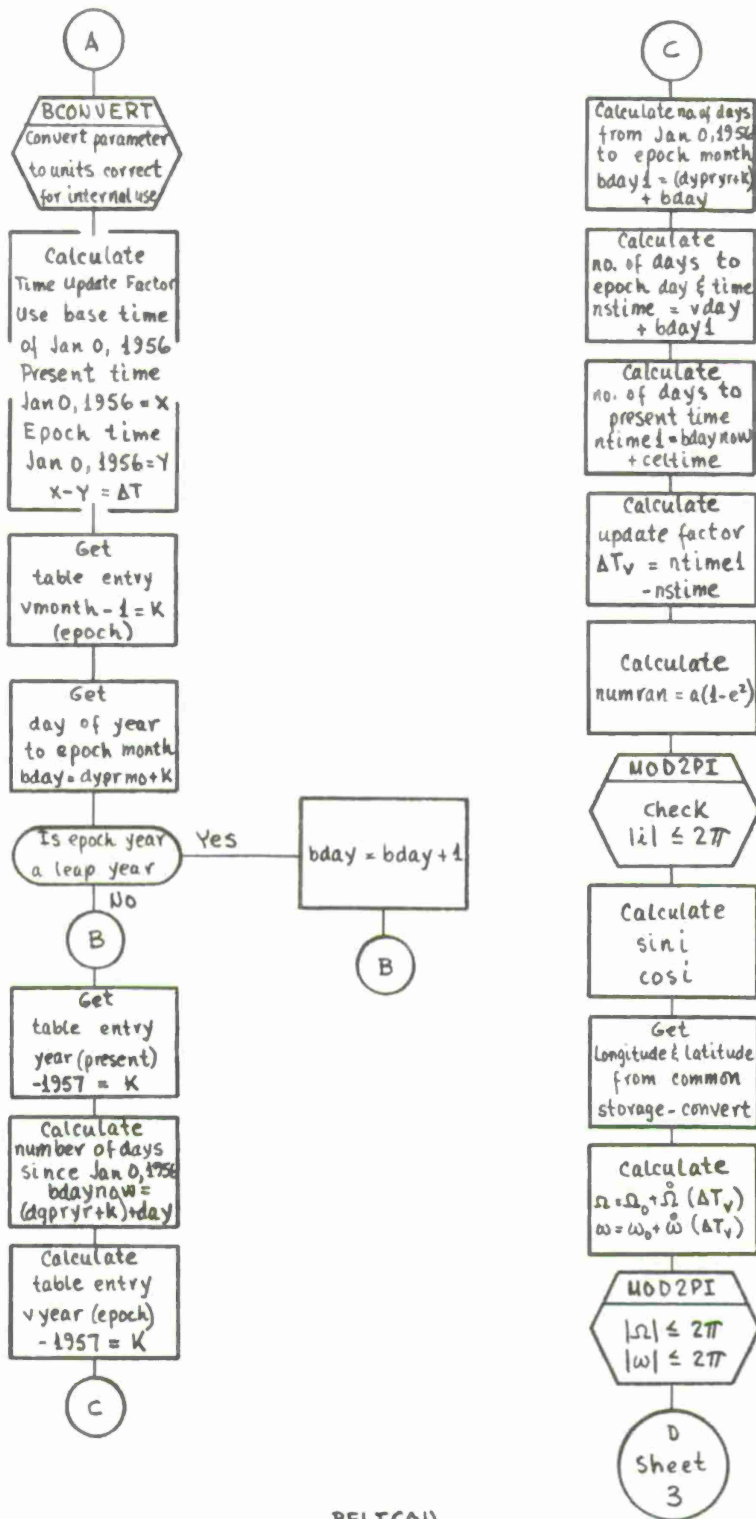 A
BCONVERT
Convert parameter
to units correct
for internal use
Calculate
Time Update Factor
Use base time
of Jan 0, 1956
Present time
Jan 0, 1956 = X
Epoch time
Jan 0, 1956 = Y
X-Y = ΔT
Get
table entry
vmonth - 1 = K
(epoch)
Get
day of year
to epoch month
bday = dyprmo+K
Is epoch year
a leap year
Yes
bday = bday + 1
B
No
B
Get
table entry
year (present)
-1957 = K
Calculate
number of days
since Jan 0, 1956
bdaynow =
(dqpryr+k)+day
Calculate
table entry
vyear (epoch)
- 1957 = K
C
C
Calculate no. of days
from Jan 0, 1956
to epoch month
bday1 = (dypryr+k)
+ bday
Calculate
no. of days to
epoch day & time
nstime = vday
+ bday1
Calculate
no. of days to
present time
ntime1 = bdaynow
+ celtime
Calculate
update factor
ΔTv = ntime1
-nstime
Calculate
numran = a(1-e²)
MOD2PI
Check
|i| ≤ 2π
Calculate
sin i
cos i
Get
Longitude & latitude
from common
storage - convert
Calculate
Ω = Ω₀ + Ω̊ (ΔTv)
ω = ω₀ + ω̊ (ΔTv)
MOD2PI
|Ω| ≤ 2π
|ω| ≤ 2π
D
Sheet
3